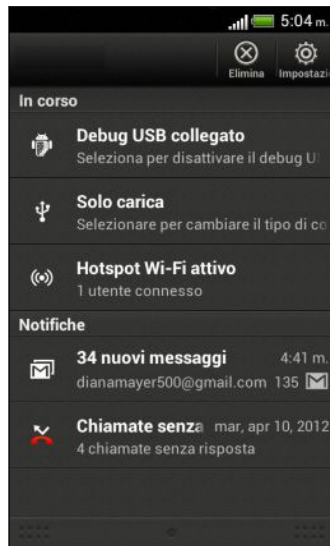 5:04 m.
Elimina
Impostazi
In corso
Debug USB collegato
Seleziona per disattivare il debug U
Solo carica
Selezionare per cambiare il tipo di co
Hotspot Wi-Fi attivo
1 utente connesso
Notifiche
34 nuovi messaggi 4:41 m.
dianamayer500@gmail.com 135
Chiamate senza mar, apr 10, 2012
4 chiamate senza risposta